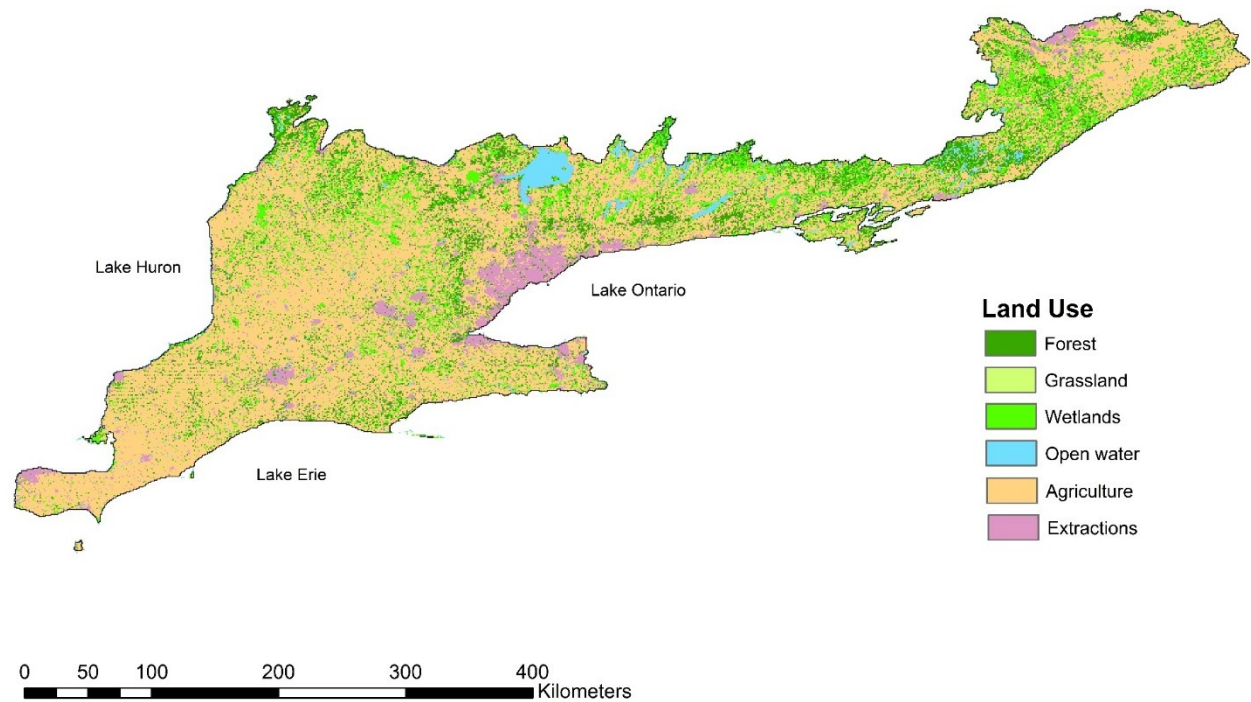 Lake Huron
Lake Ontario
Lake Erie
Land Use
Forest
Grassland
Wetlands
Open water
Agriculture
Extractions
0 50 100 200 300 400
Kilometers